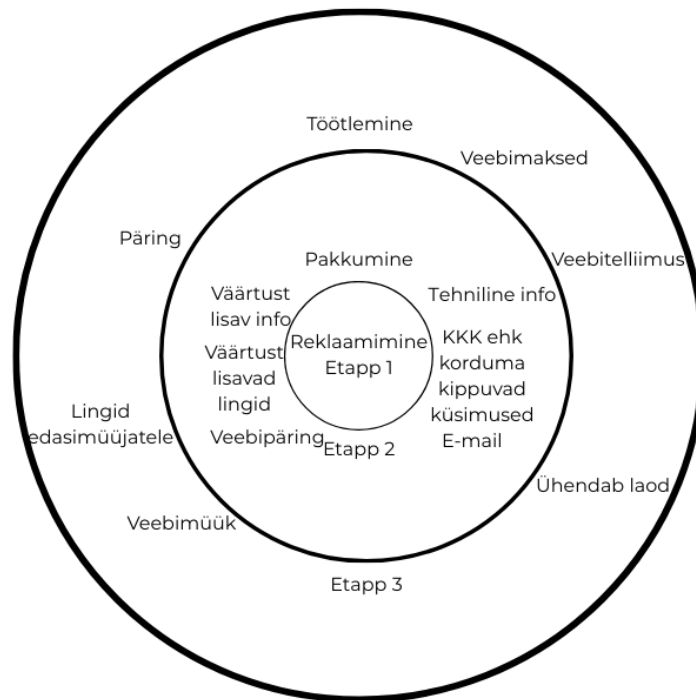 Töötlemine
Veebimaksed
Päring
Pakkumine
Veebitelliimus
Väärtust
lisav info
Tehniline info
Reklaamimine
Etapp 1
KKK ehk
korduma
kippuvad
küsimused
E-mail
Väärtust
lisavad
lingid
Lingid
edasimüüjatele
Veebipäring
Etapp 2
Ühendab laod
Veebimüük
Etapp 3